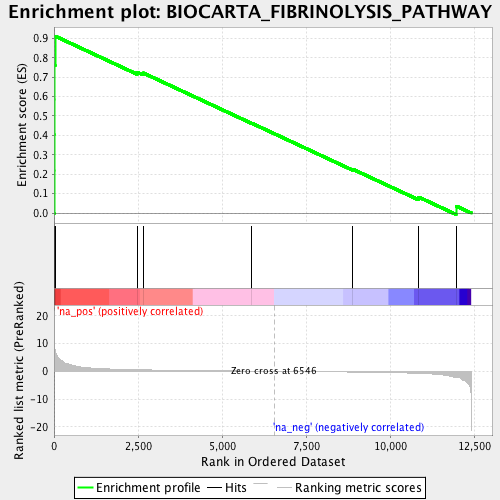 Enrichment plot: BIOCARTA_FIBRINOLYSIS_PATHWAY
Enrichment score (ES)
0.9
0.8
0.7
0.6
0.5
0.4
0.3
0.2
0.1
0.0
'na_pos' (positively correlated)
Ranked list metric (PreRanked)
20
10
0
-10
-20
Zero cross at 6546
'na_neg' (negatively correlated)
0 2,500 5,000 7,500 10,000 12,500
Rank in Ordered Dataset
Enrichment profile Hits Ranking metric scores